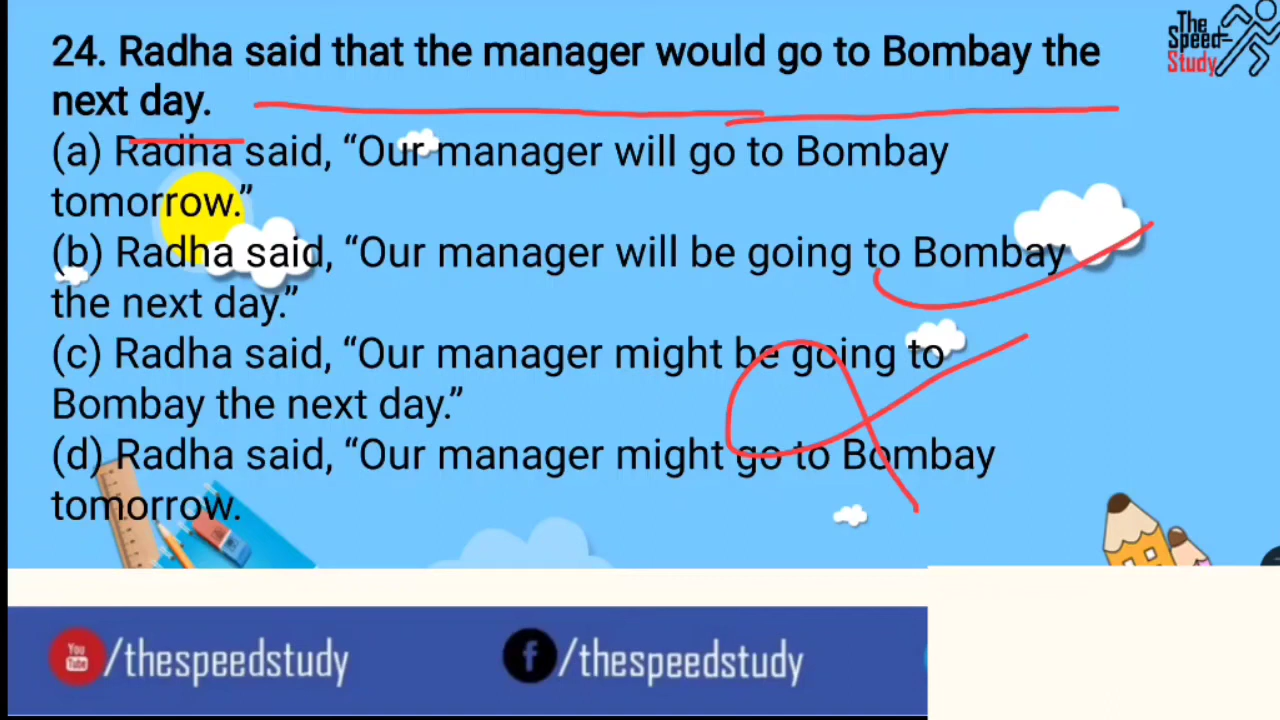 24. Radha said that the manager would go to Bombay the
next day.
(a) Radha said, “Our manager will go to Bombay
tomorrow.”
(b) Radha said, “Our manager will be going to Bombay
the next day.”
(c) Radha said, “Our manager might be going to
Bombay the next day.”
(d) Radha said, “Our manager might go to Bombay
tomorrow.
The
Speed
Study
You
Tube
/thespeedstudy
f
/thespeedstudy